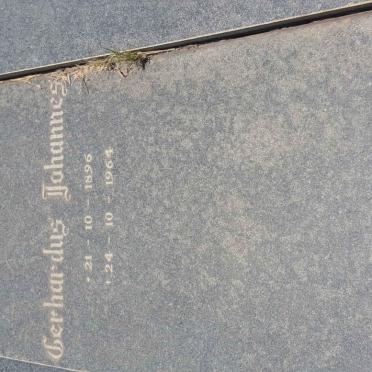 Gerhardus Johannes
* 21 - 10 - 1896
† 24 - 10 - 1964